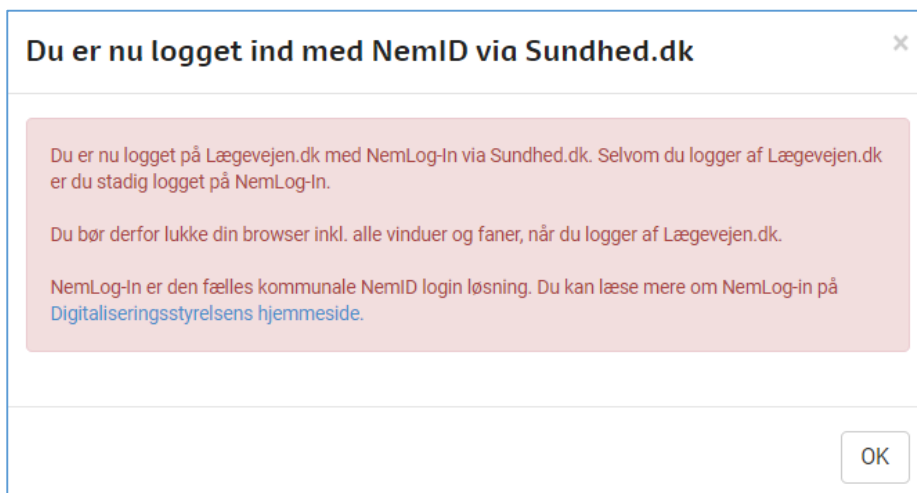 Du er nu logget ind med NemID via Sundhed.dk
×
Du er nu logget på Lægevejen.dk med NemLog-In via Sundhed.dk. Selvom du logger af Lægevejen.dk
er du stadig logget på NemLog-In.
Du bør derfor lukke din browser inkl. alle vinduer og faner, når du logger af Lægevejen.dk.
NemLog-In er den fælles kommunale NemID login løsning. Du kan læse mere om NemLog-in på
Digitaliseringsstyrelsens hjemmeside.
OK